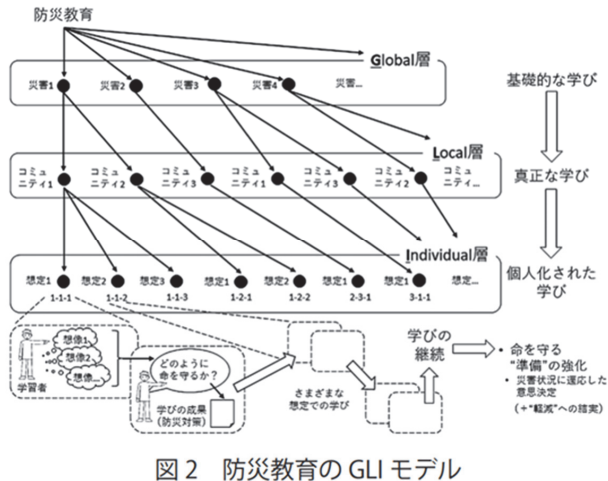 防災教育
Global層
災害1
災害2
災害3
災害4
災害...
基礎的な学び
Local層
コミュ
ニティ1
コミュ
ニティ2
コミュ
ニティ3
コミュ
ニティ1
コミュ
ニティ3
コミュ
ニティ2
コミュ
ニティ...
真正な学び
Individual層
想定1
想定2
想定3
想定1
想定2
想定1
想定1
想定...
1-1-1
1-1-2
1-1-3
1-2-1
1-2-2
2-3-1
3-1-1
個人化された
学び
想像1
想像2
想像...
学習者
どのように
命を守るか?
学びの成果
(防災対策)
さまざまな
想定での学び
学びの
継続
・命を守る
“準備”の強化
・災害状況に適応した
意思決定
(+“軽減”への踏実)
図2 防災教育のGLIモデル